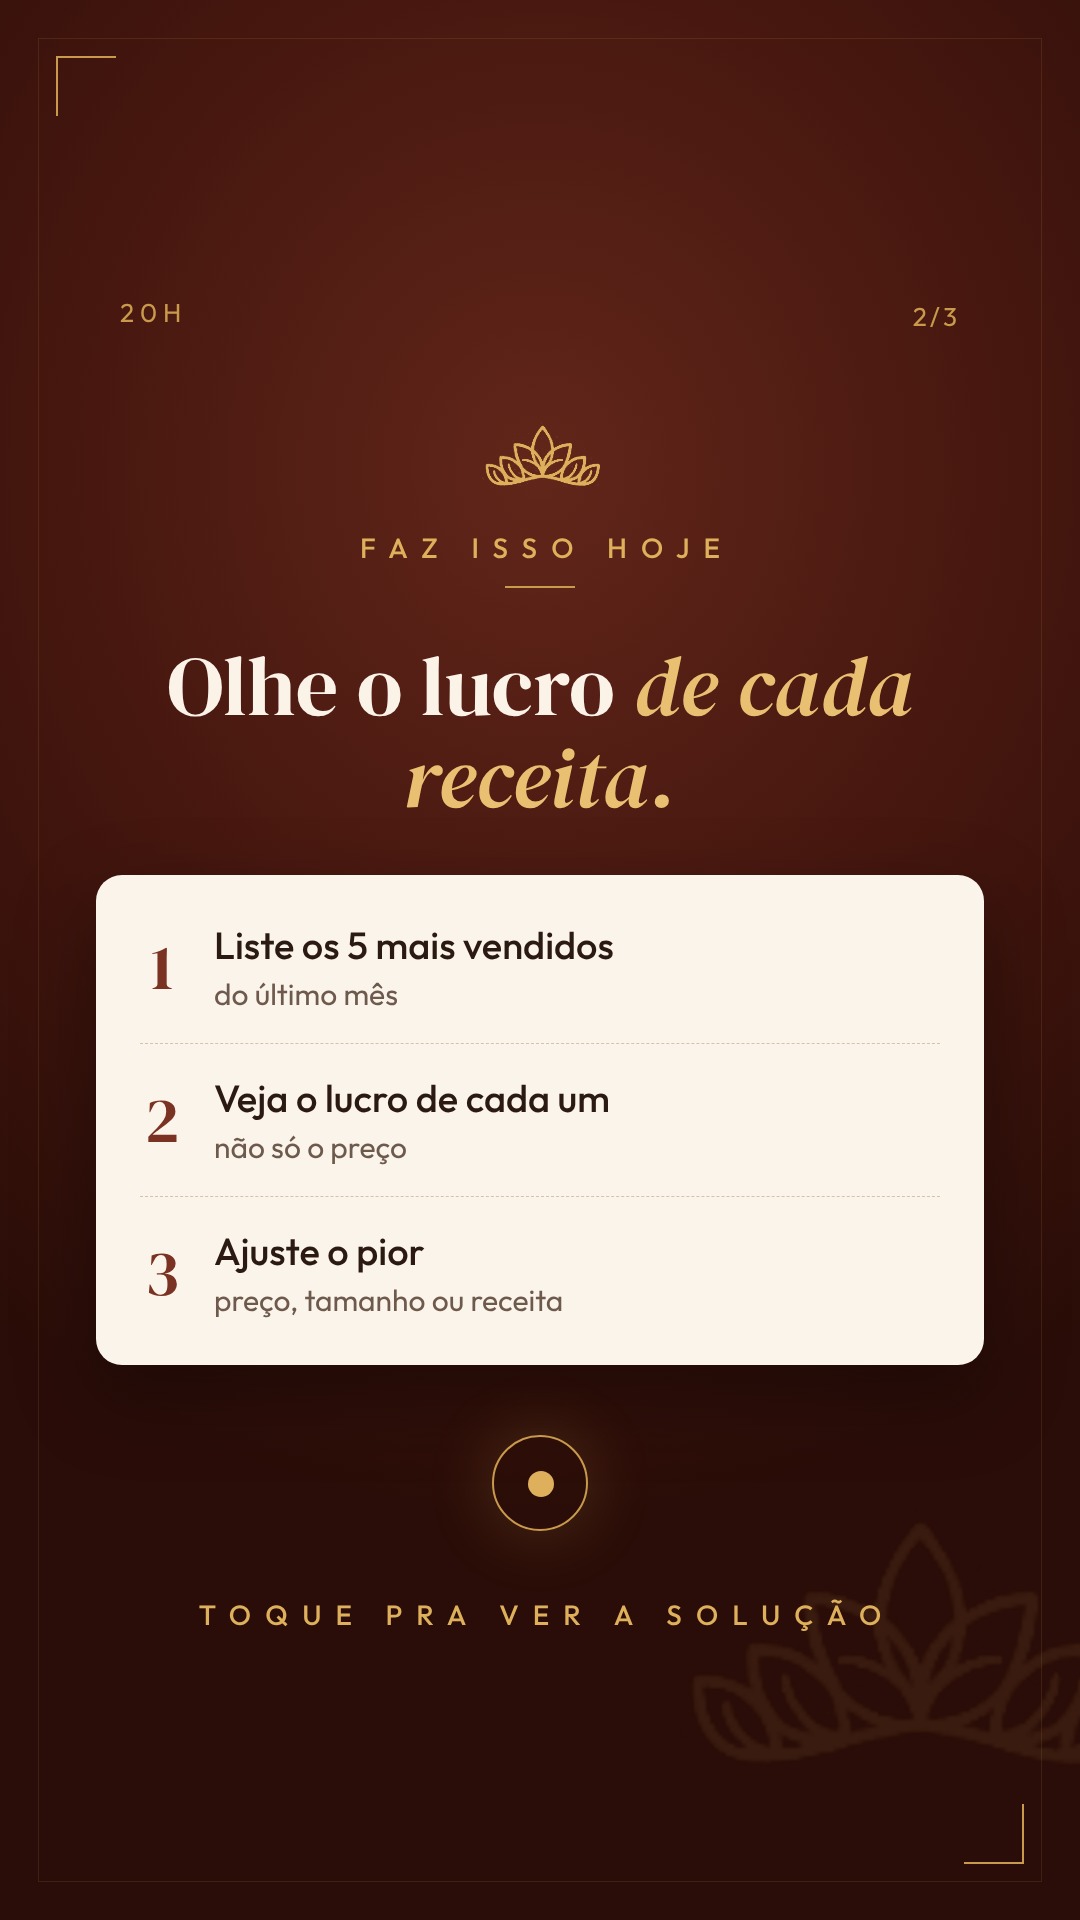 20H
2/3
FAZ ISSO HOJE
Olhe o lucro de cada
receita.
1
Liste os 5 mais vendidos
do último mês
2
Veja o lucro de cada um
não só o preço
3
Ajuste o pior
preço, tamanho ou receita
TOQUE PRA VER A SOLUÇÃO